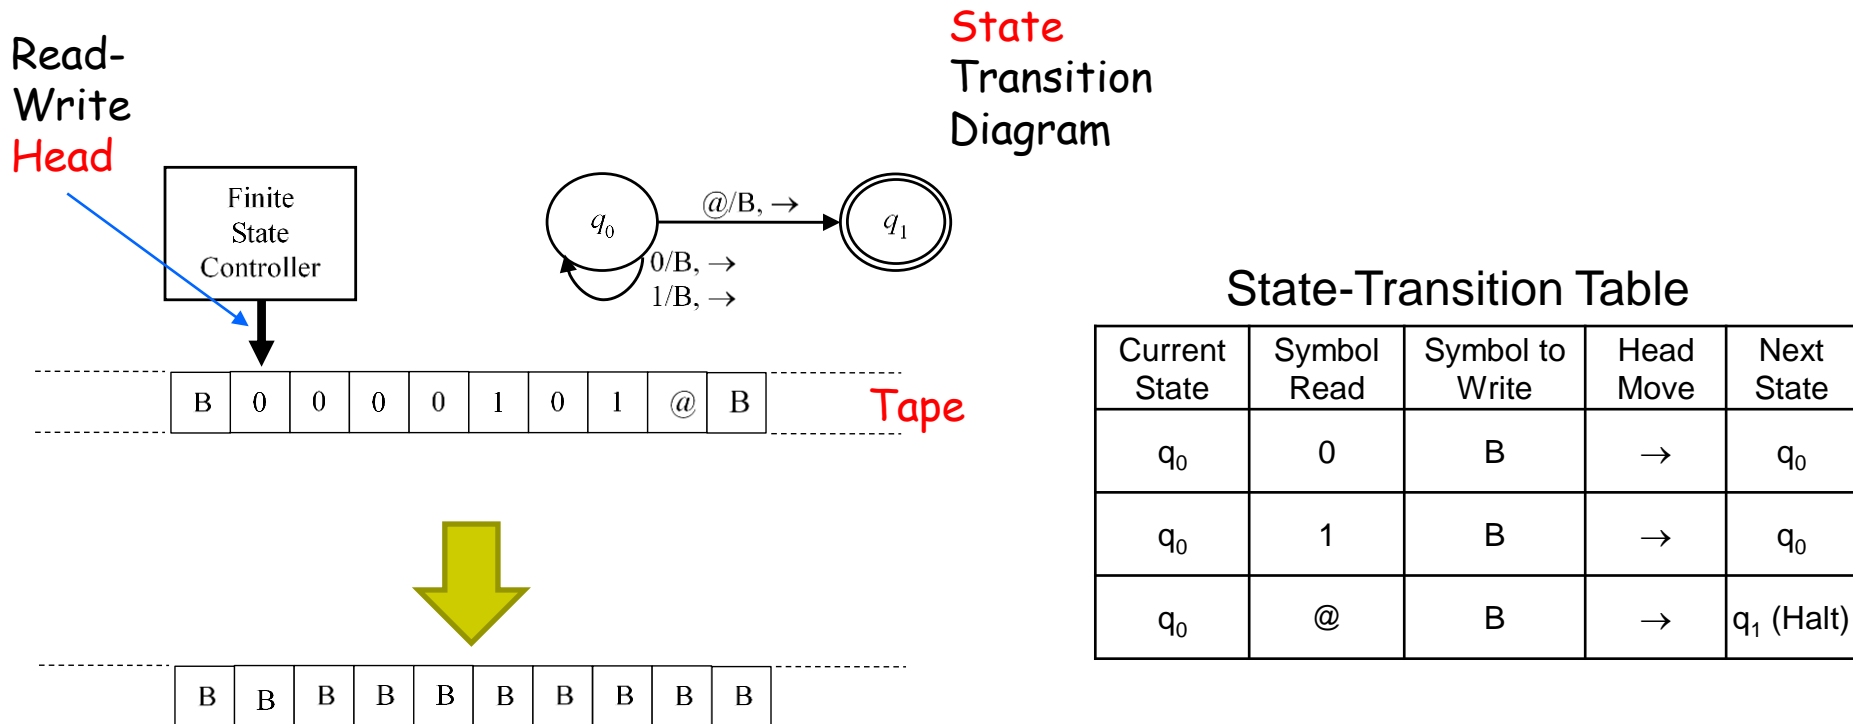 Read-
Write
Head
State
Transition
Diagram
Finite
State
Controller
q₀
@/B, →
q₁
0/B, →
1/B, →
B 0 0 0 0 1 0 1 @ B
Tape
B B B B B B B B B B
State-Transition Table
Current State | Symbol Read | Symbol to Write | Head Move | Next State
q₀ | 0 | B | → | q₀
q₀ | 1 | B | → | q₀
q₀ | @ | B | → | q₁ (Halt)